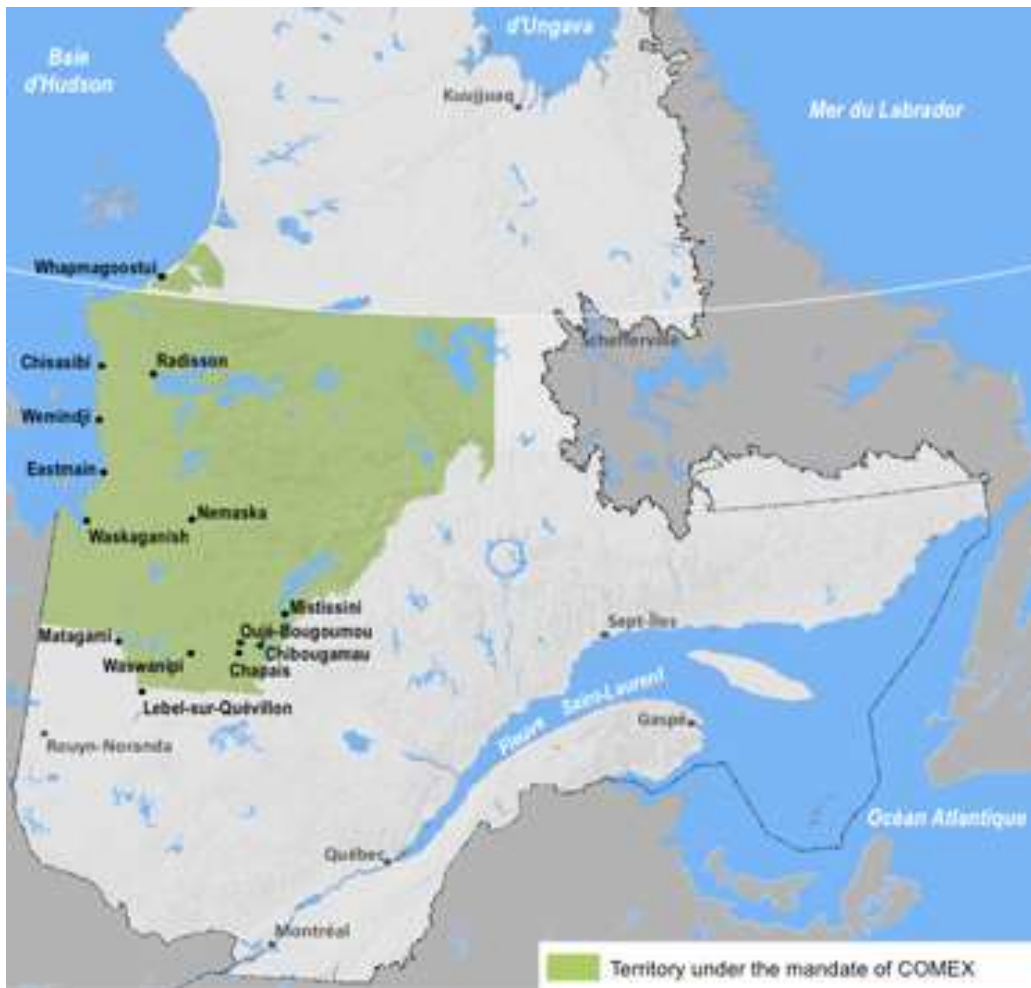 d'Ungava
Baie
d'Hudson
Kuujjuaq
Mer du Labrador
Whapmagoostui
Schefferville
Chisasibi
Radisson
Wemindji
Eastmain
Nemaska
Waskaganish
Mistissini
Oujé-Bougoumou
Sept-Îles
Matagami
Chibougamau
Waswanipi
Chapais
Lebel-sur-Quévillon
Fleuve Saint-Laurent
Gaspé
Rouyn-Noranda
Océan Atlantique
Québec
Montréal
Territory under the mandate of COMEX